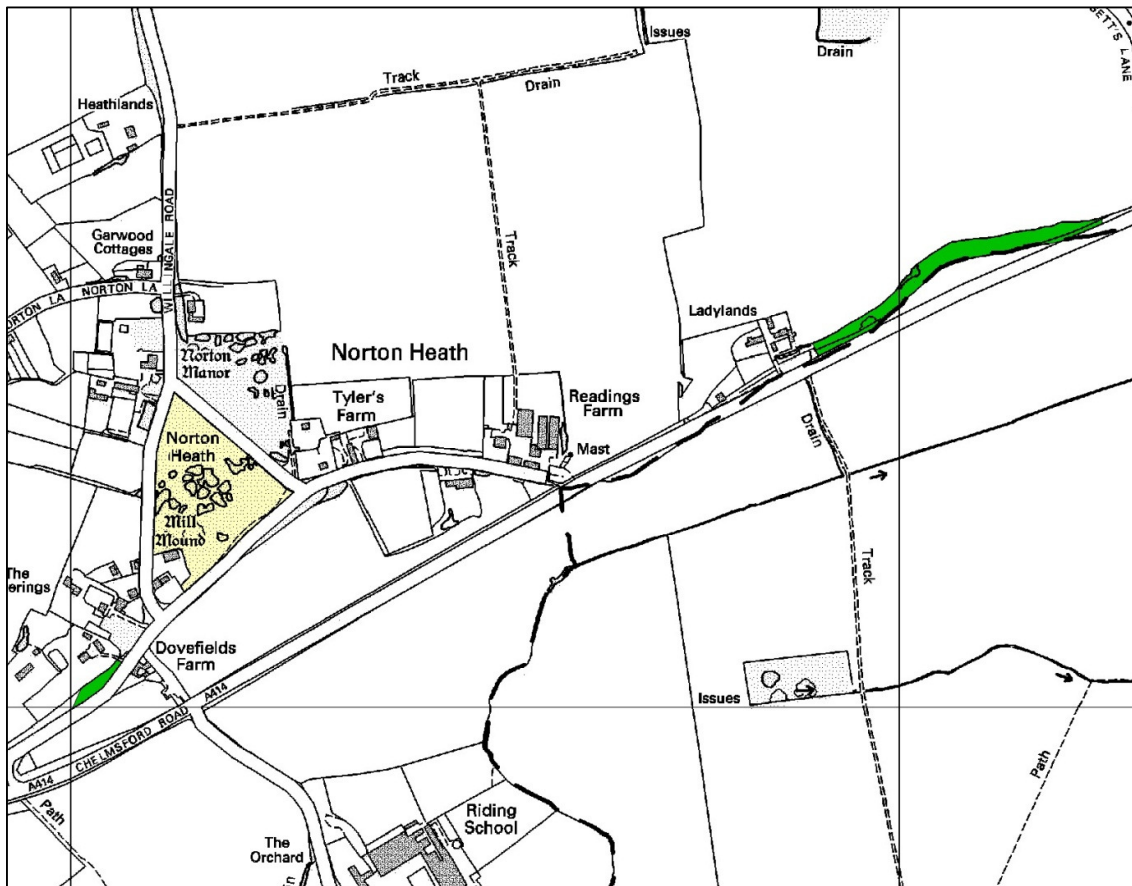 Issues
Drain
GETT'S LANE
Track
Drain
Heathlands
WILLINGALE ROAD
Track
Garwood
Cottages
NORTON LA
NORTON LA
Ladylands
Norton
Manor
Norton Heath
Drain
Tyler's
Farm
Readings
Farm
Mast
Norton
Heath
Mill
Mound
Drain
Track
The
erings
Dovefields
Farm
A414
Issues
CHELMSFORD ROAD
A414
Path
Path
Riding
School
The
Orchard